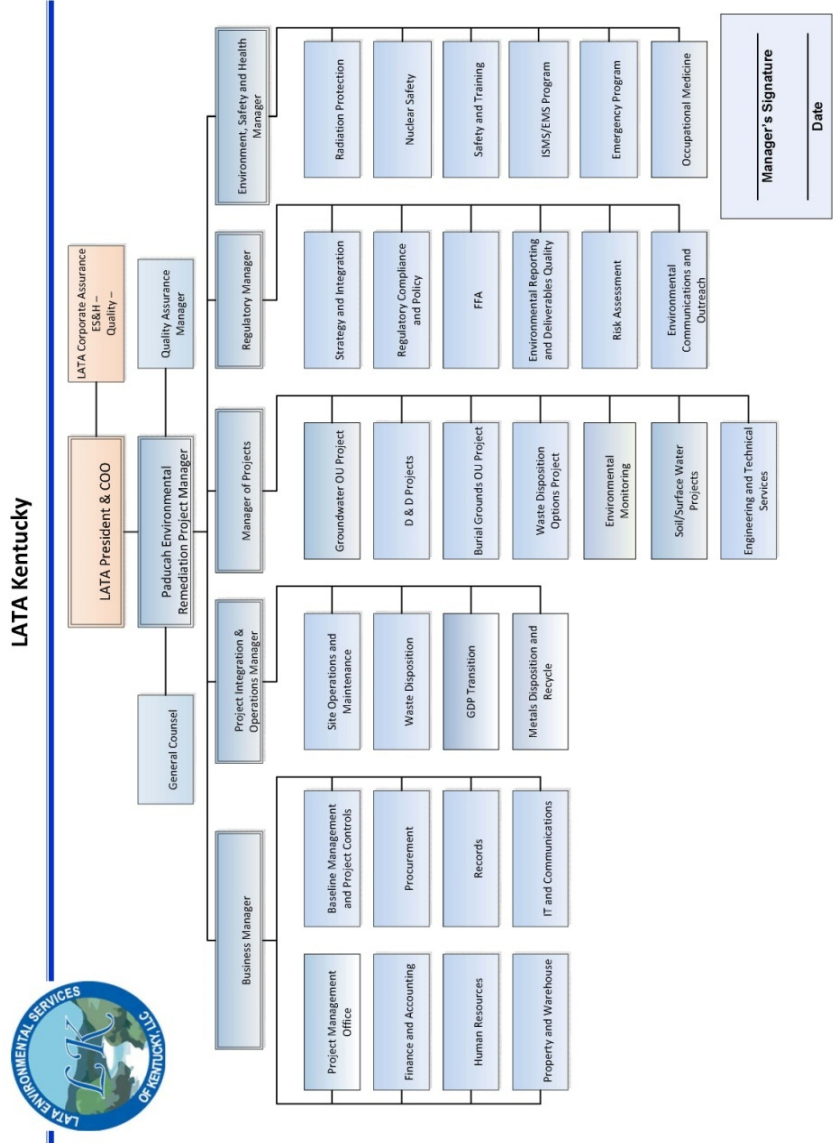 LATA Kentucky
LATA ENVIRONMENTAL SERVICES
OF KENTUCKY, LLC
LK
LATA President & COO
LATA Corporate Assurance
ES&H –
Quality –
General Counsel
Paducah Environmental
Remediation Project Manager
Quality Assurance
Manager
Business Manager
Project Integration &
Operations Manager
Manager of Projects
Regulatory Manager
Environment, Safety and Health
Manager
Project Management
Office
Finance and Accounting
Human Resources
Property and Warehouse
Baseline Management
and Project Controls
Procurement
Records
IT and Communications
Site Operations and
Maintenance
Waste Disposition
GDP Transition
Metals Disposition and
Recycle
Groundwater OU Project
D & D Projects
Burial Grounds OU Project
Waste Disposition
Options Project
Environmental
Monitoring
Soil/Surface Water
Projects
Engineering and Technical
Services
Strategy and Integration
Regulatory Compliance
and Policy
FFA
Environmental Reporting
and Deliverables Quality
Risk Assessment
Environmental
Communications and
Outreach
Radiation Protection
Nuclear Safety
Safety and Training
ISMS/EMS Program
Emergency Program
Occupational Medicine
Manager's Signature
Date